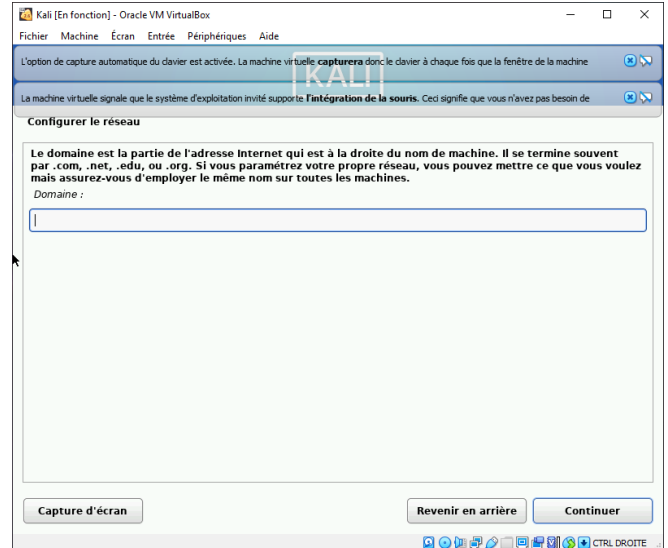 Kali [En fonction] - Oracle VM VirtualBox
Fichier Machine Écran Entrée Périphériques Aide
L'option de capture automatique du clavier est activée. La machine virtuelle capturera donc le clavier à chaque fois que la fenêtre de la machine
KALI
La machine virtuelle signale que le système d'exploitation invité supporte l'intégration de la souris. Ceci signifie que vous n'avez pas besoin de
Configurer le réseau
Le domaine est la partie de l'adresse Internet qui est à la droite du nom de machine. Il se termine souvent
par .com, .net, .edu, ou .org. Si vous paramétrez votre propre réseau, vous pouvez mettre ce que vous voulez
mais assurez-vous d'employer le même nom sur toutes les machines.
Domaine :
Capture d'écran
Revenir en arrière
Continuer
CTRL DROITE